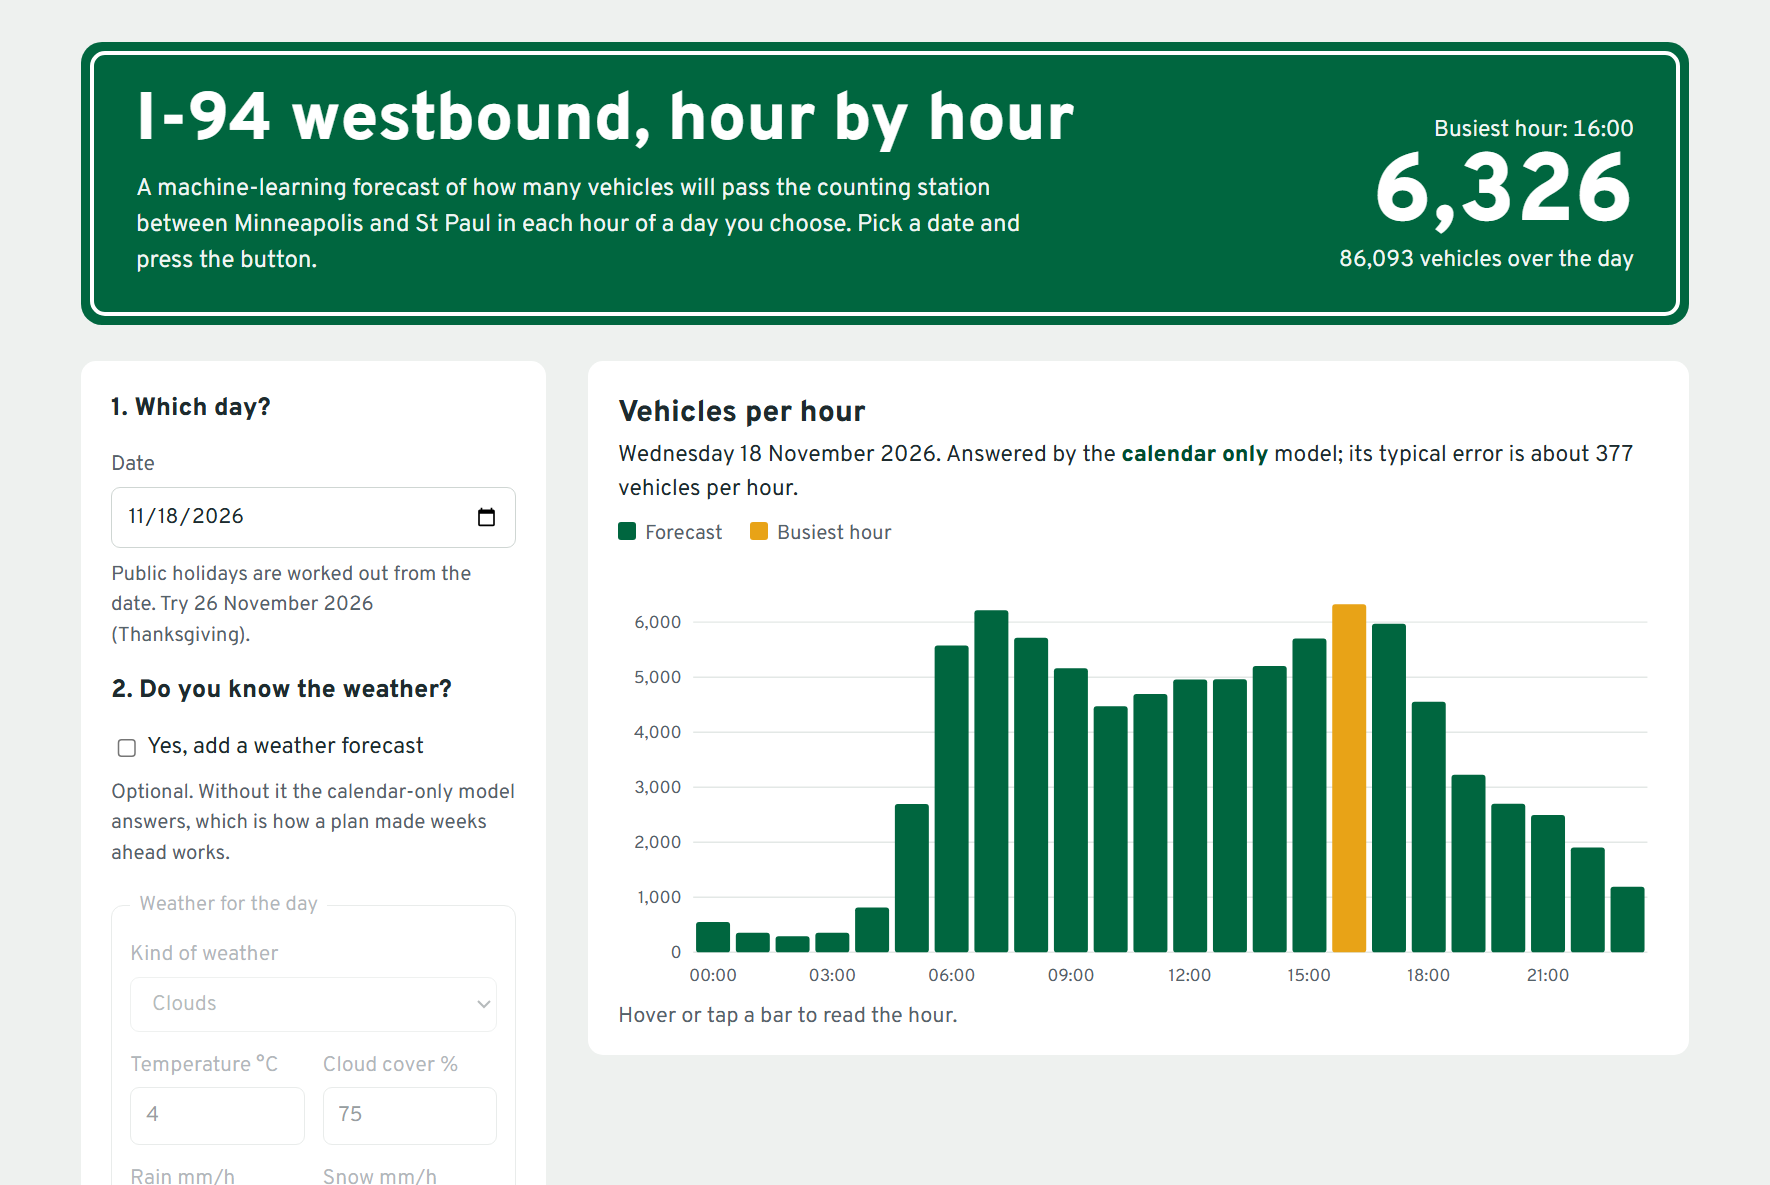 I-94 westbound, hour by hour
A machine-learning forecast of how many vehicles will pass the counting station
between Minneapolis and St Paul in each hour of a day you choose. Pick a date and
press the button.
Busiest hour: 16:00
6,326
86,093 vehicles over the day
1. Which day?
Date
11/18/2026
Public holidays are worked out from the
date. Try 26 November 2026
(Thanksgiving).
2. Do you know the weather?
Yes, add a weather forecast
Optional. Without it the calendar-only model
answers, which is how a plan made weeks
ahead works.
Weather for the day
Kind of weather
Clouds
Temperature °C
Cloud cover %
4
75
Rain mm/h
Snow mm/h
Vehicles per hour
Wednesday 18 November 2026. Answered by the calendar only model; its typical error is about 377
vehicles per hour.
Forecast
Busiest hour
6,000
5,000
4,000
3,000
2,000
1,000
0
00:00
03:00
06:00
09:00
12:00
15:00
18:00
21:00
Hover or tap a bar to read the hour.